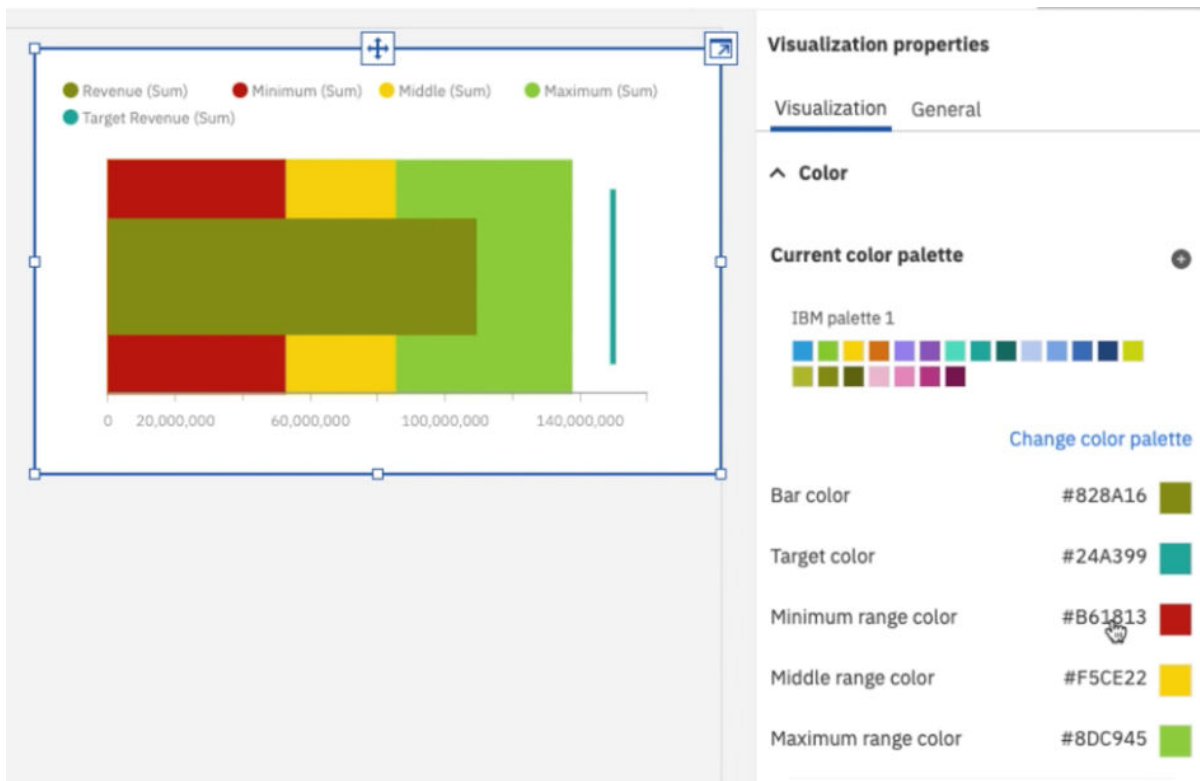 Visualization properties
Visualization General
Color
Current color palette
IBM palette 1
Change color palette
Bar color #828A16
Target color #24A399
Minimum range color #B61813
Middle range color #F5CE22
Maximum range color #8DC945
Revenue (Sum) Minimum (Sum) Middle (Sum) Maximum (Sum)
Target Revenue (Sum)
0 20,000,000 60,000,000 100,000,000 140,000,000